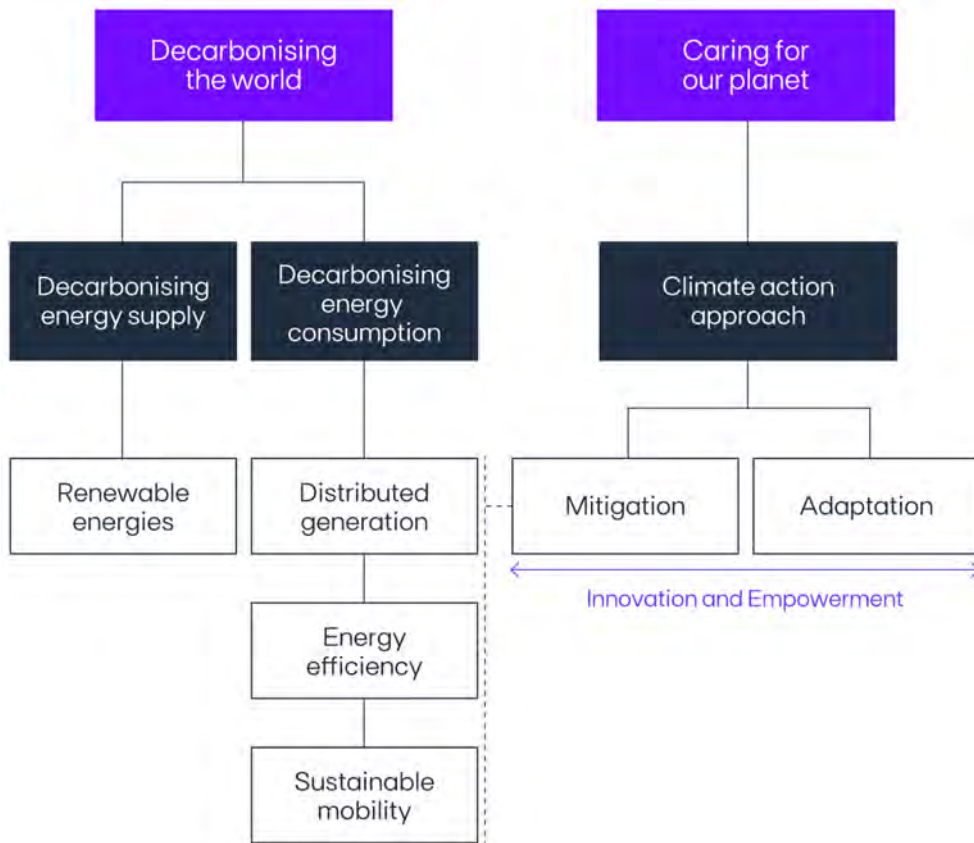 Decarbonising
the world
Caring for
our planet
Decarbonising
energy supply
Decarbonising
energy
consumption
Climate action
approach
Renewable
energies
Distributed
generation
Mitigation
Adaptation
Innovation and Empowerment
Energy
efficiency
Sustainable
mobility